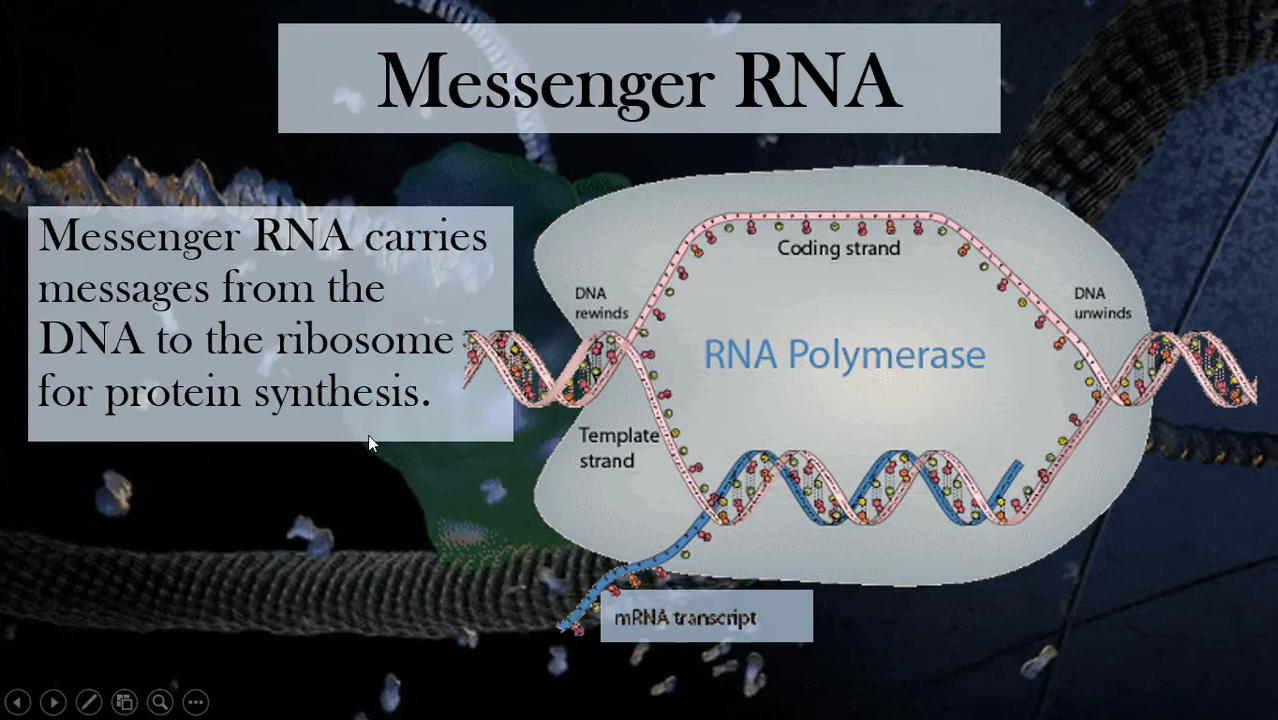 Messenger RNA
Messenger RNA carries
messages from the
DNA to the ribosome
for protein synthesis.
Coding strand
DNA
rewinds
DNA
unwinds
RNA Polymerase
Template
strand
mRNA transcript